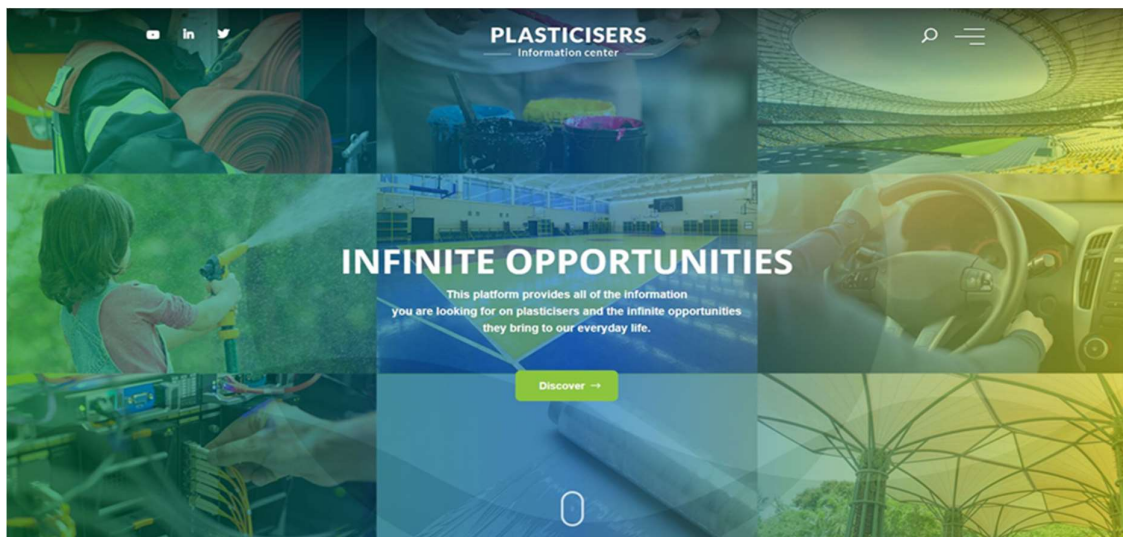 PLASTICISERS
Information center
INFINITE OPPORTUNITIES
This platform provides all of the information
you are looking for on plasticisers and the infinite opportunities
they bring to our everyday life.
Discover →